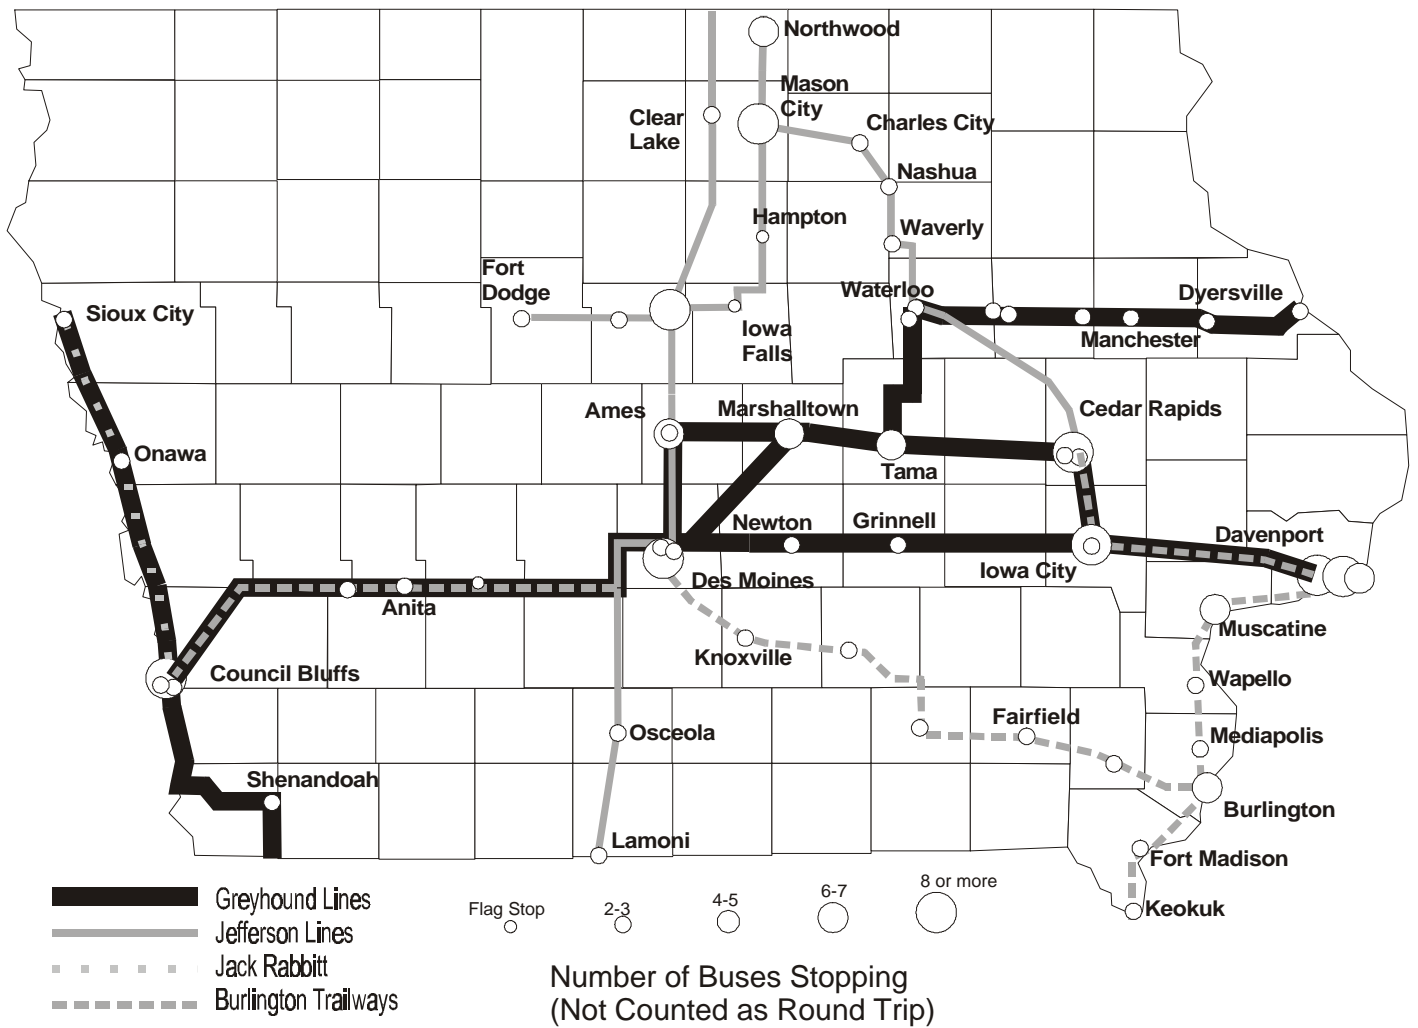 Northwood
Mason
City
Clear
Lake
Charles City
Nashua
Hampton
Waverly
Fort
Dodge
Waterloo
Dyersville
Sioux City
Iowa
Falls
Manchester
Ames
Marshalltown
Cedar Rapids
Onawa
Tama
Newton
Grinnell
Davenport
Des Moines
Iowa City
Anita
Muscatine
Knoxville
Council Bluffs
Wapello
Fairfield
Osceola
Mediapolis
Shenandoah
Burlington
Lamoni
Fort Madison
Keokuk
Greyhound Lines
Jefferson Lines
Jack Rabbitt
Burlington Trailways
Flag Stop
2-3
4-5
6-7
8 or more
Number of Buses Stopping
(Not Counted as Round Trip)